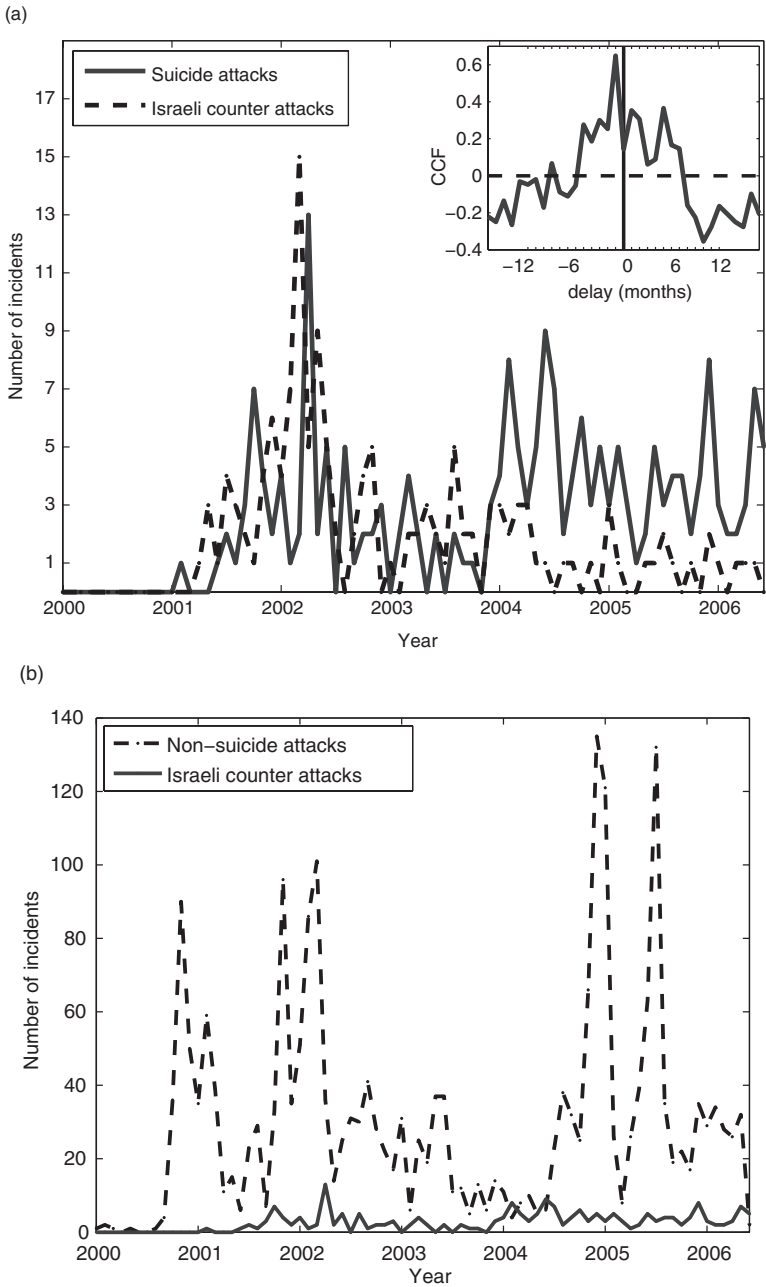 (a)
Suicide attacks
Israeli counter attacks
17
15
13
11
9
7
5
3
1
Number of incidents
2000 2001 2002 2003 2004 2005 2006
Year
0.6
0.4
0.2
0
−0.2
−0.4
CCF
−12 −6 0 6 12
delay (months)
(b)
Non−suicide attacks
Israeli counter attacks
140
120
100
80
60
40
20
0
Number of incidents
2000 2001 2002 2003 2004 2005 2006
Year